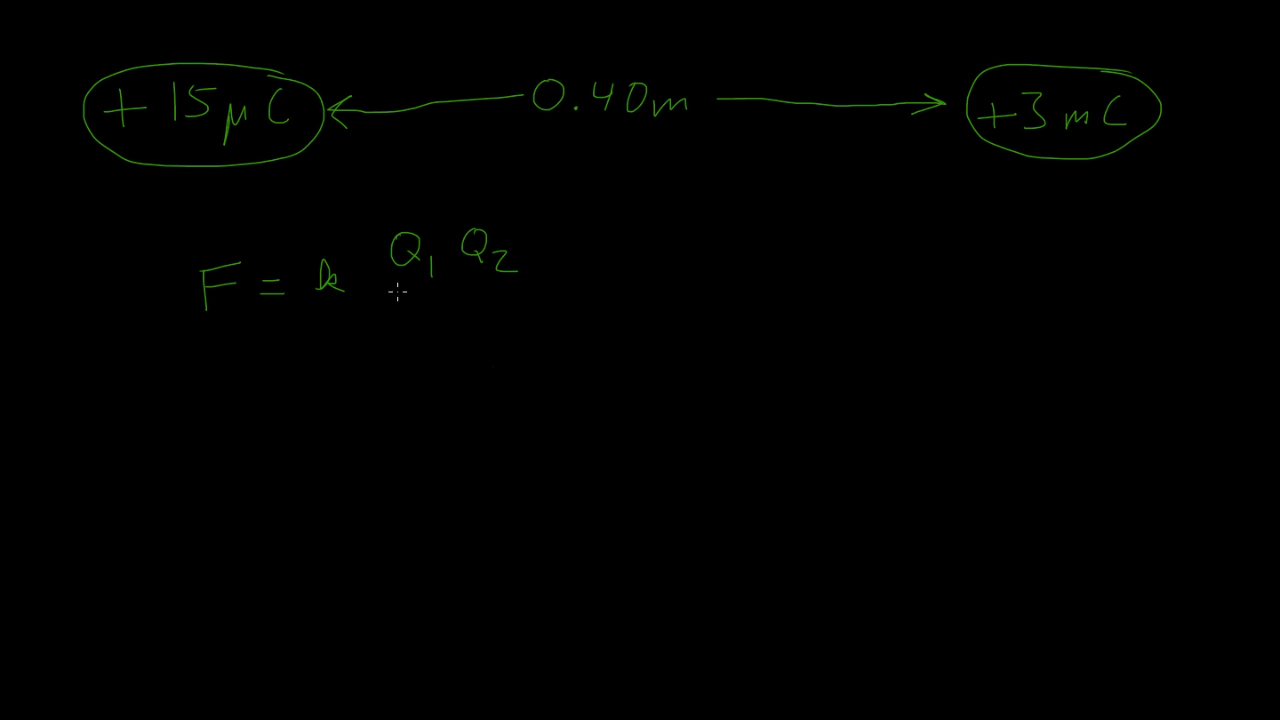 +15μC 0.40m +3mC
F = k Q₁ Q₂